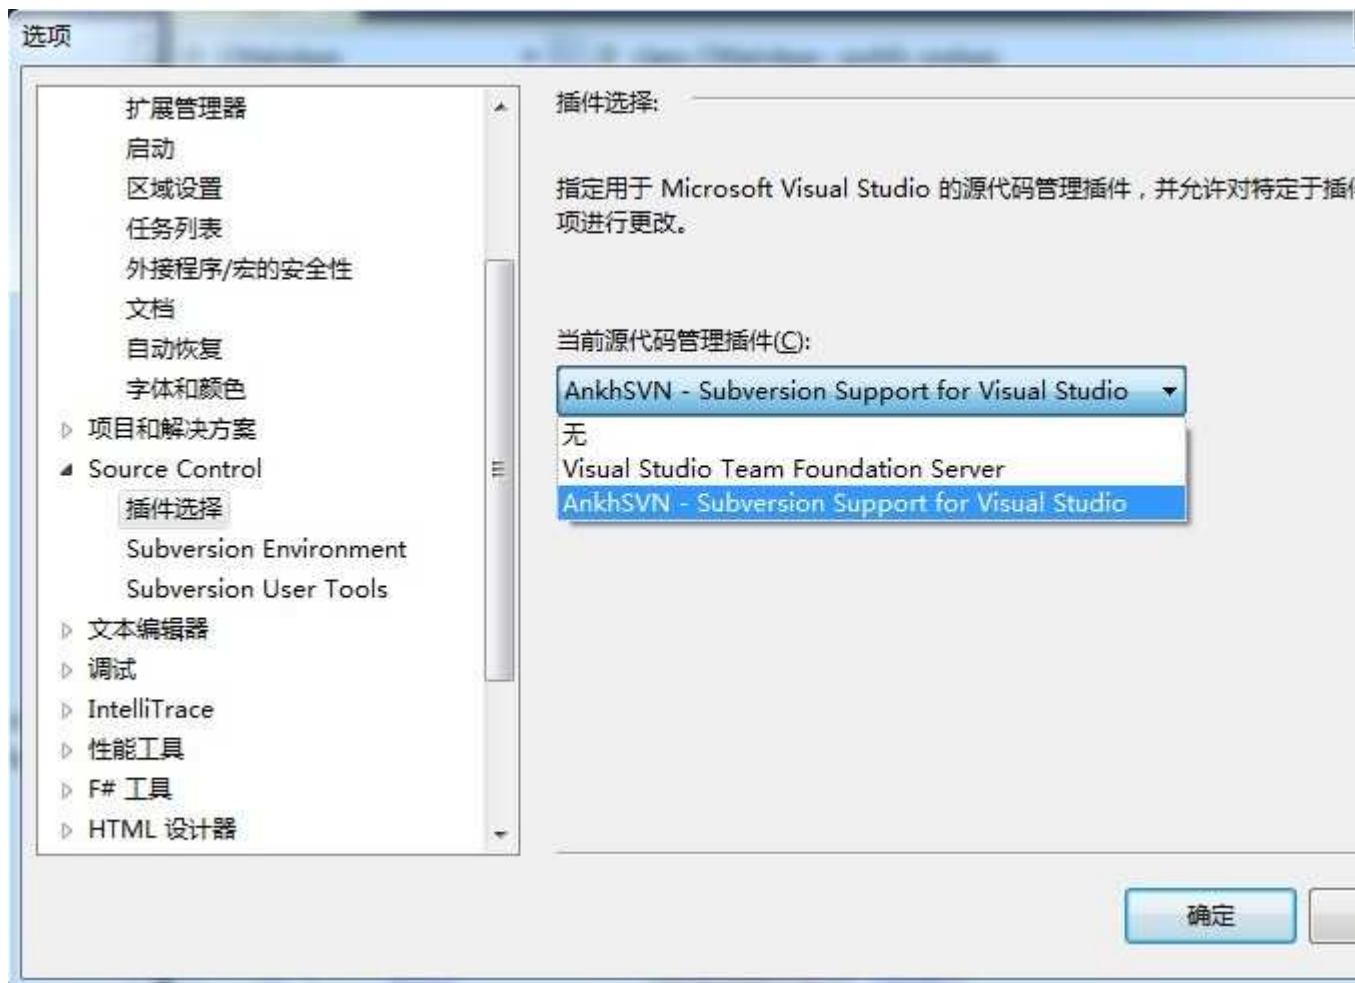 选项
扩展管理器
启动
区域设置
任务列表
外接程序/宏的安全性
文档
自动恢复
字体和颜色
项目和解决方案
Source Control
插件选择
Subversion Environment
Subversion User Tools
文本编辑器
调试
IntelliTrace
性能工具
F# 工具
HTML 设计器
插件选择:
指定用于 Microsoft Visual Studio 的源代码管理插件，并允许对特定于插
项进行更改。
当前源代码管理插件(C):
AnkhSVN - Subversion Support for Visual Studio
无
Visual Studio Team Foundation Server
AnkhSVN - Subversion Support for Visual Studio
确定